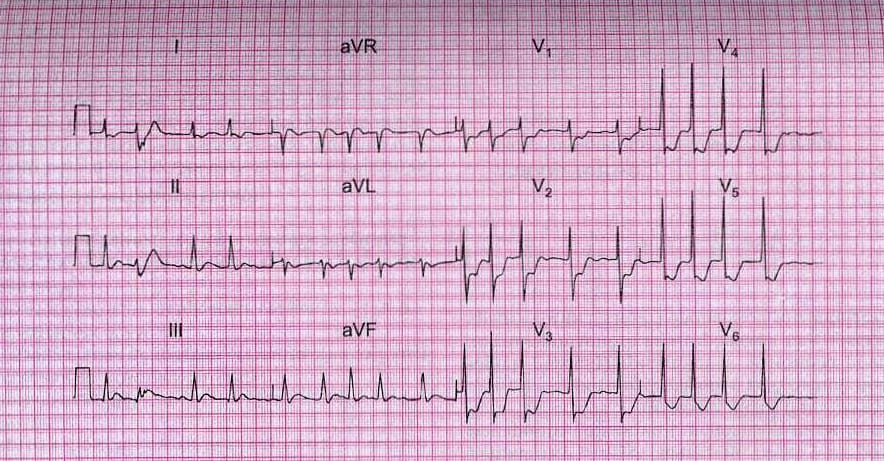 I aVR V₁ V₄
II aVL V₂ V₅
III aVF V₃ V₆